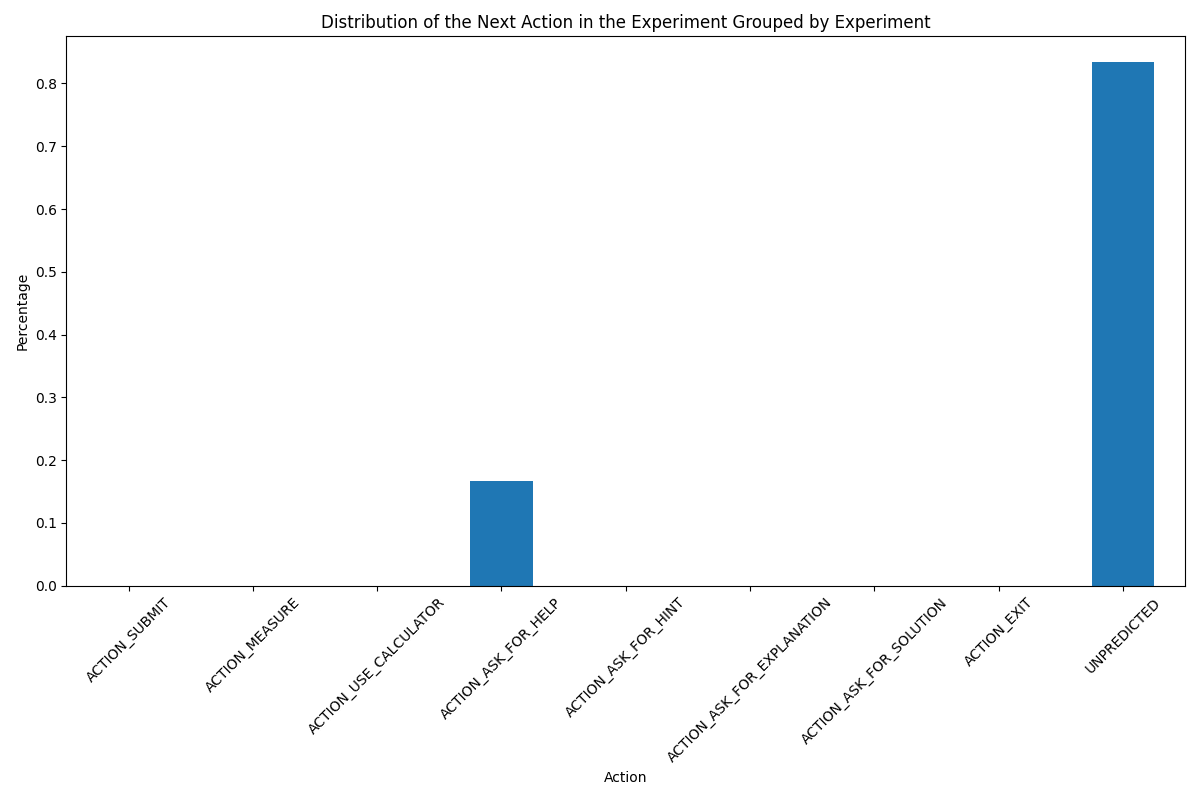 Distribution of the Next Action in the Experiment Grouped by Experiment
Percentage
0.8
0.7
0.6
0.5
0.4
0.3
0.2
0.1
0.0
ACTION_SUBMIT
ACTION_MEASURE
ACTION_USE_CALCULATOR
ACTION_ASK_FOR_HELP
ACTION_ASK_FOR_HINT
ACTION_ASK_FOR_EXPLANATION
ACTION_ASK_FOR_SOLUTION
ACTION_EXIT
UNPREDICTED
Action